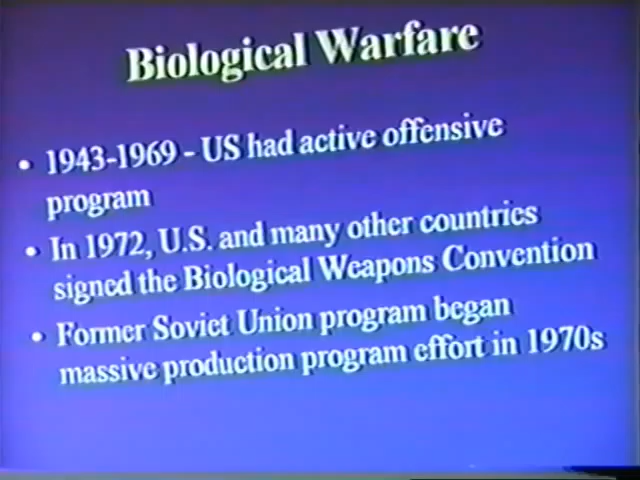 Biological Warfare
• 1943-1969 - US had active offensive
program
• In 1972, U.S. and many other countries
signed the Biological Weapons Convention
• Former Soviet Union program began
massive production program effort in 1970s